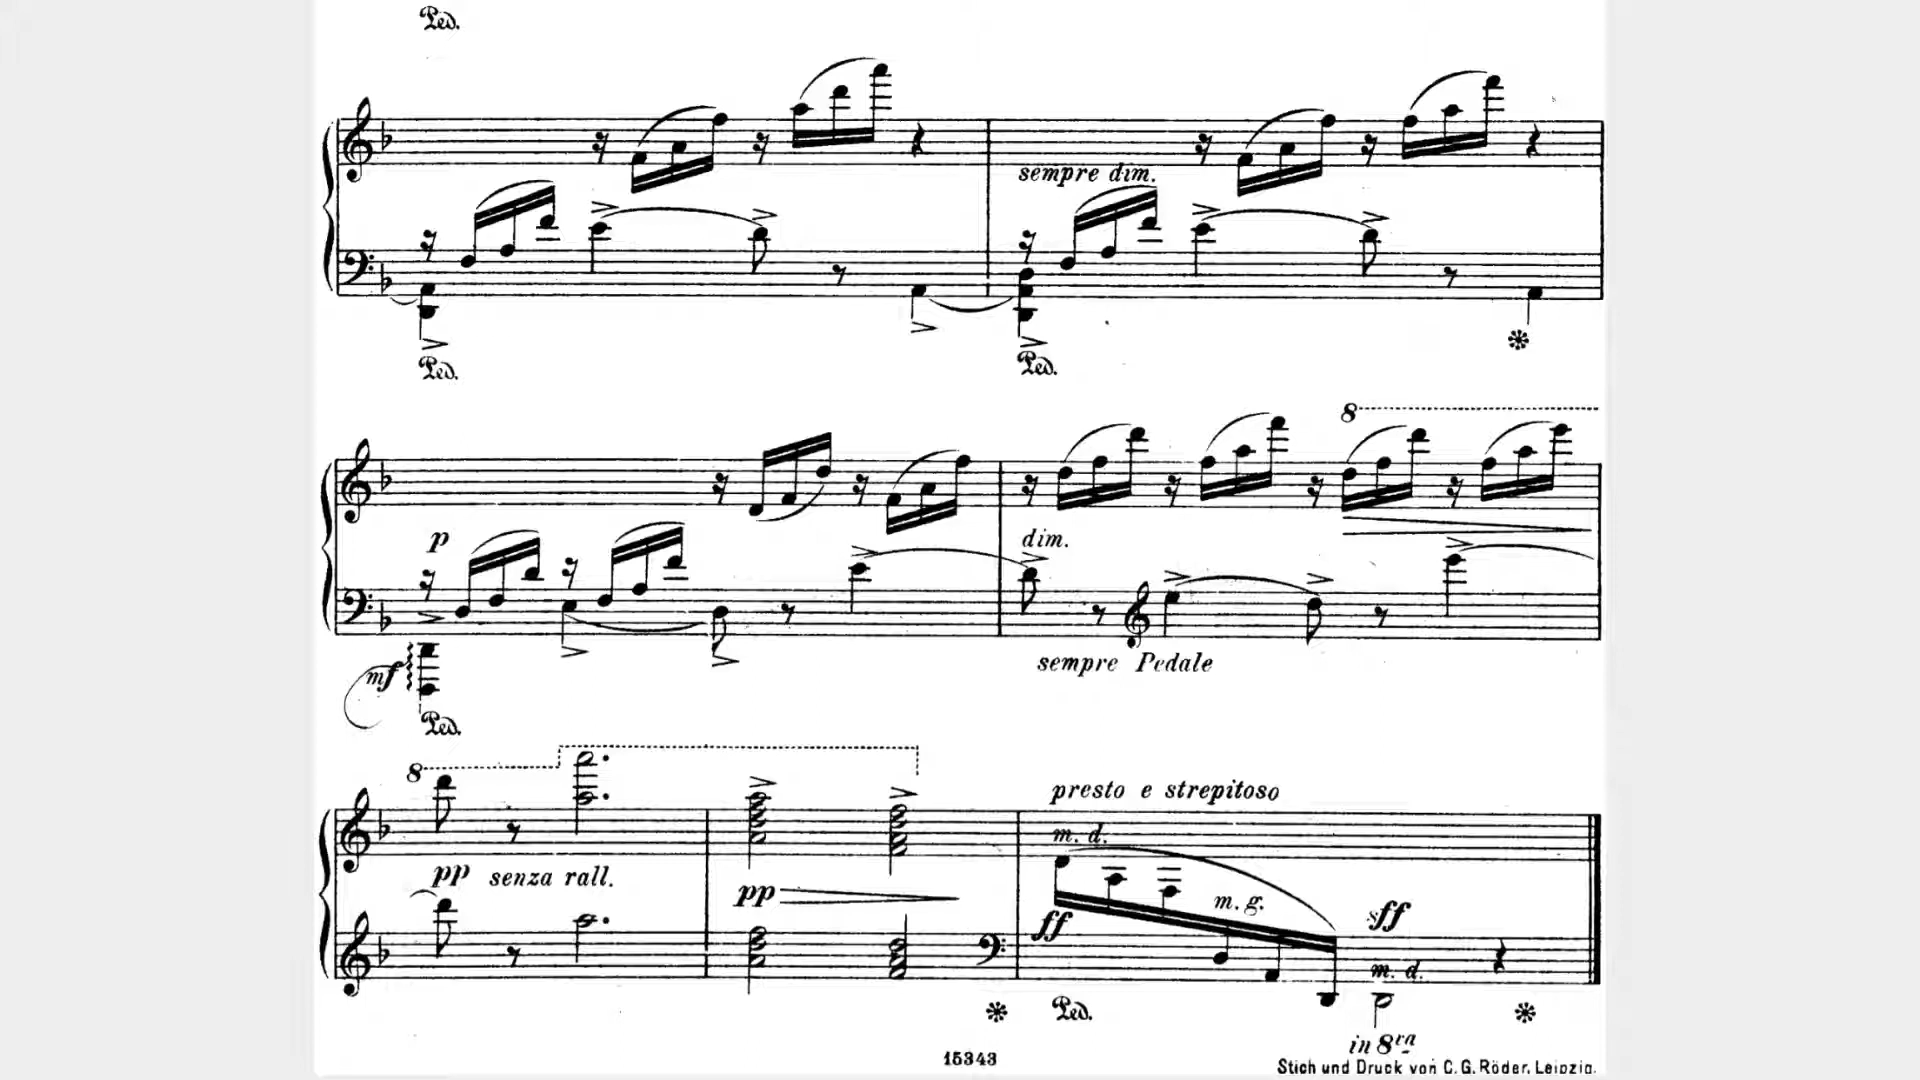 Ped.
sempre dim.
Ped.
Ped.
8
p
dim.
mf
sempre Pedale
Ped.
8
presto e strepitoso
m. d.
pp senza rall.
pp
m. g.
ff
sff
m. d.
Ped.
in 8ra
15343
Stich und Druck von C. G. Röder, Leipzig.